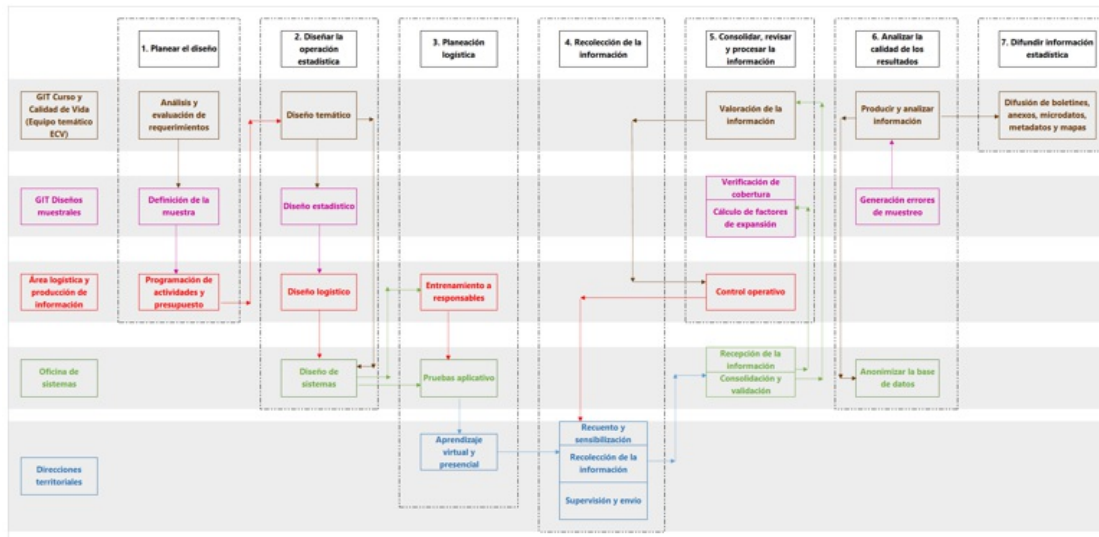 1. Planear el diseño
2. Diseñar la
operación
estadística
3. Planeación
logística
4. Recolección de la
información
5. Consolidar, revisar
y procesar la
información
6. Analizar la
calidad de los
resultados
7. Difundir información
estadística
GIT Curso y
Calidad de Vida
(Equipo temático
ECV)
Análisis y
evaluación de
requerimientos
Diseño temático
Valoración de la
información
Producir y analizar
información
Difusión de boletines,
anexos, microdatos,
metadatos y mapas
GIT Diseños
muestrales
Definición de la
muestra
Diseño estadístico
Verificación de
cobertura
Cálculo de factores
de expansión
Generación errores
de muestreo
Área logística y
producción de
información
Programación de
actividades y
presupuesto
Diseño logístico
Entrenamiento a
responsables
Control operativo
Oficina de
sistemas
Diseño de
sistemas
Pruebas aplicativo
Recepción de la
información
Consolidación y
validación
Anonimizar la base
de datos
Direcciones
territoriales
Aprendizaje
virtual y
presencial
Recuento y
sensibilización
Recolección de la
información
Supervisión y envío